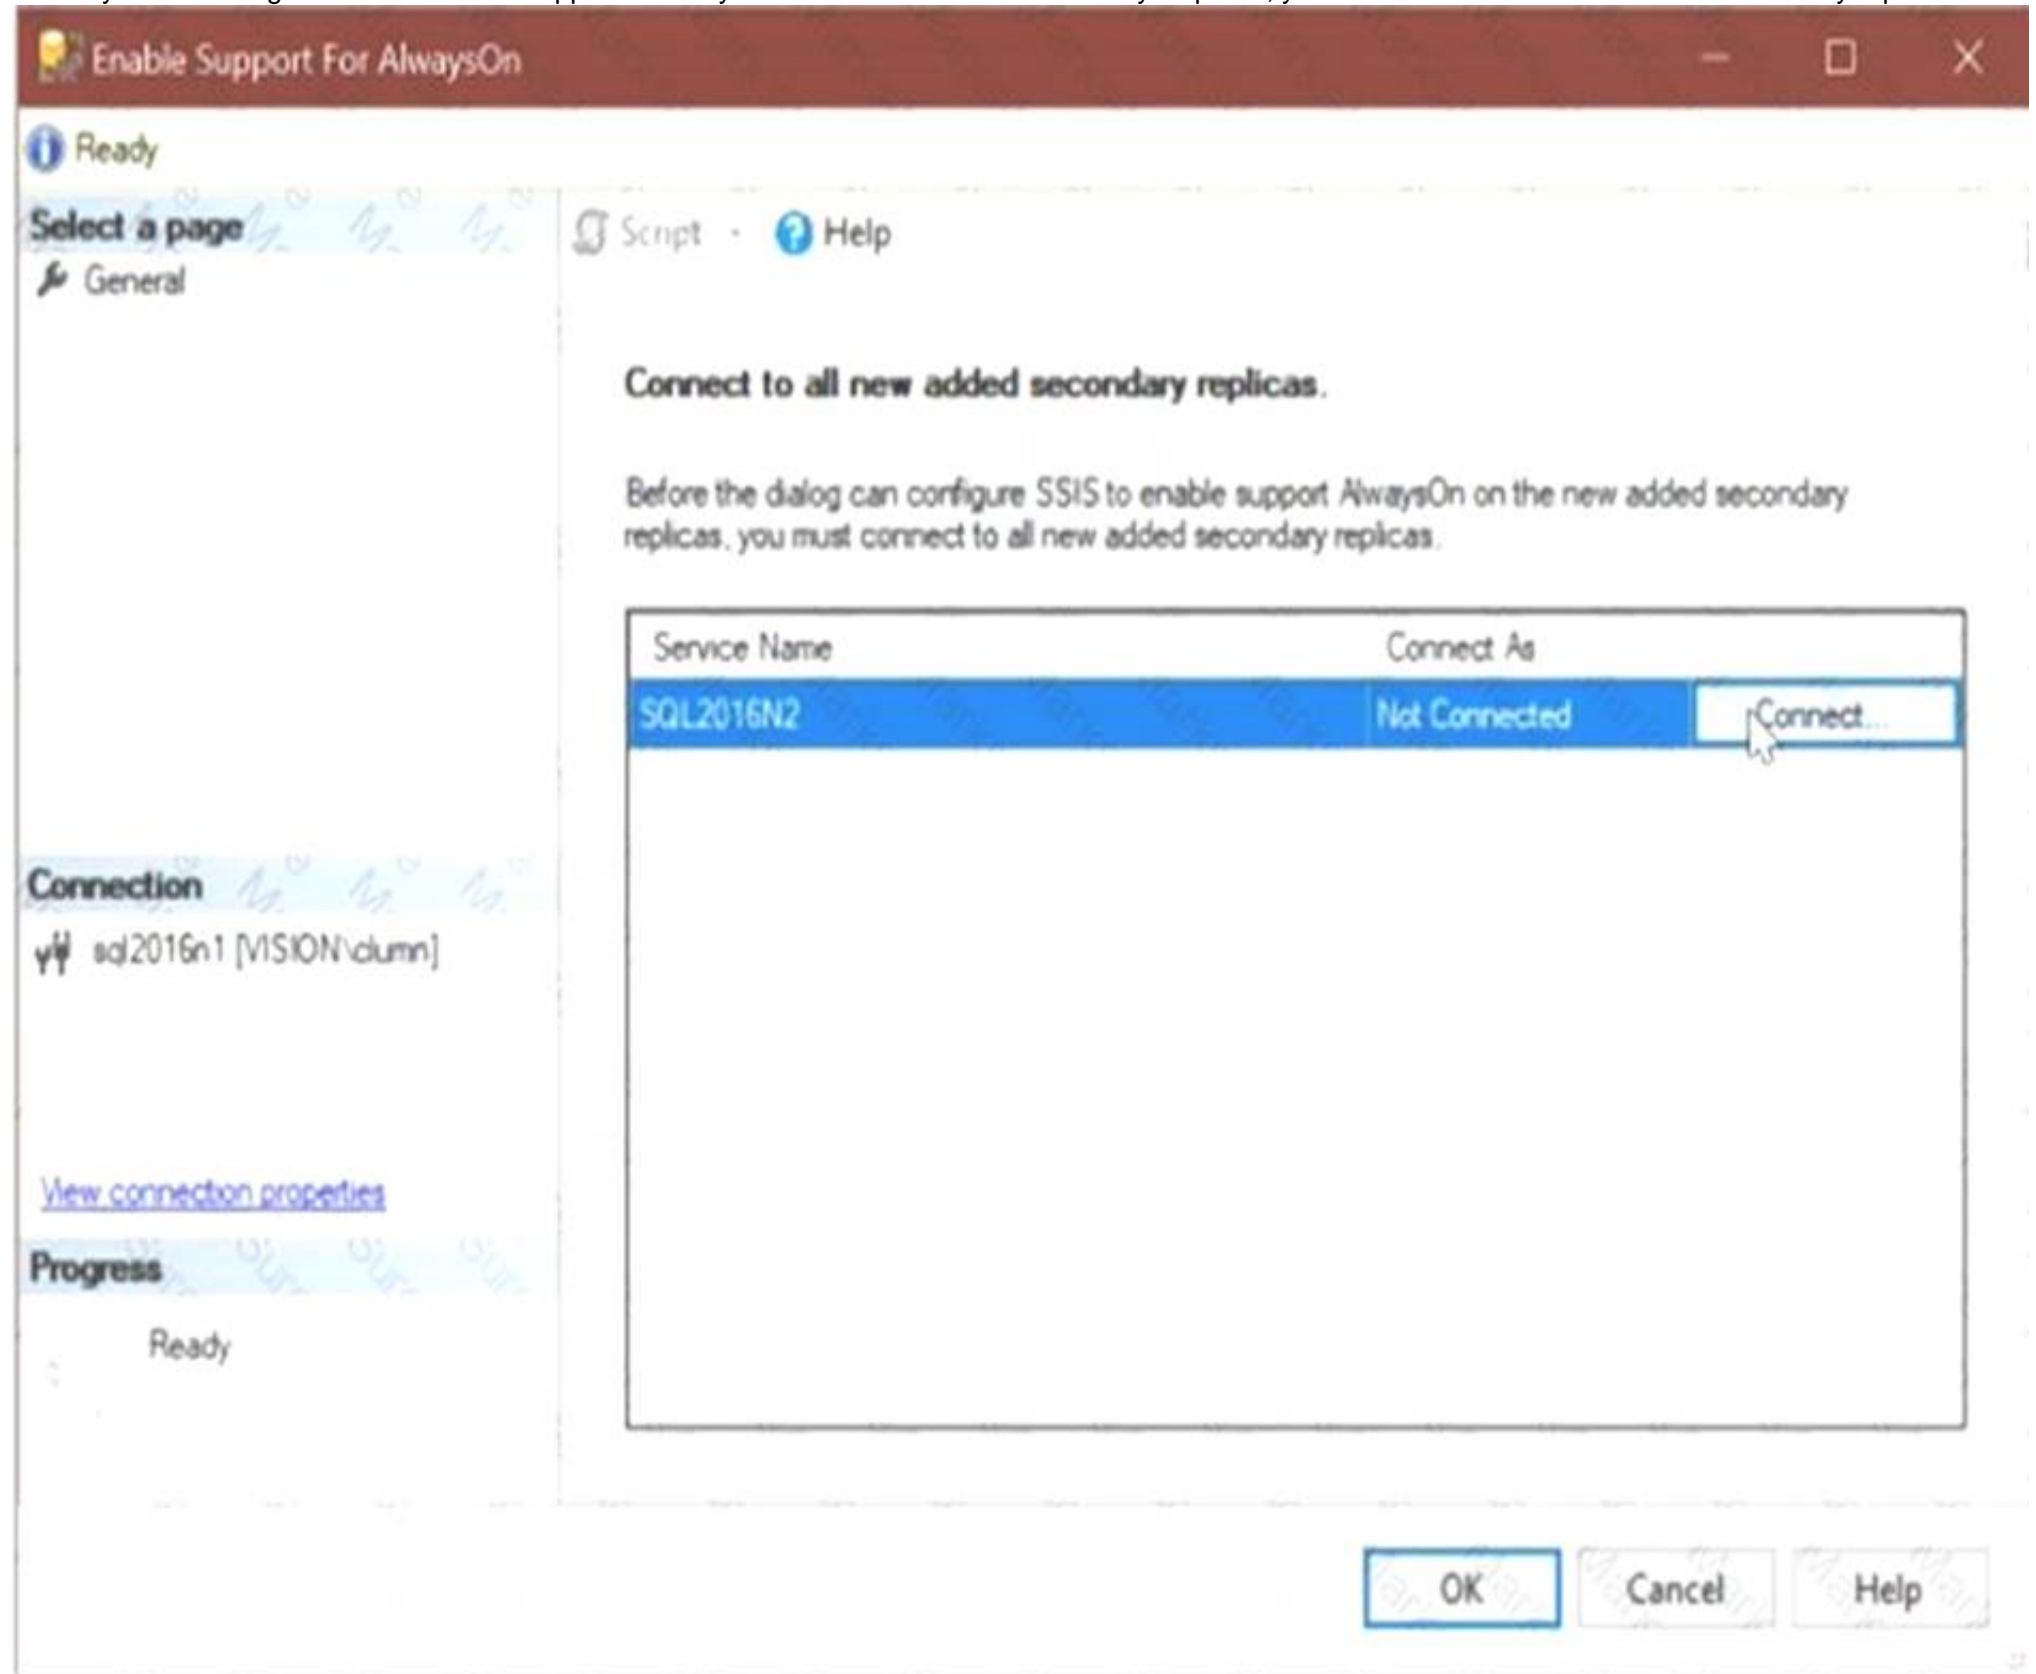 Enable Support For AlwaysOn
Ready
Select a page
General
Script
Help
Connect to all new added secondary replicas.
Before the dialog can configure SSIS to enable support AlwaysOn on the new added secondary
replicas, you must connect to all new added secondary replicas.
Service Name Connect As
SQL2016N2 Not Connected Connect...
Connection
sql2016n1 [VISION\clumn]
View connection properties
Progress
Ready
OK Cancel Help